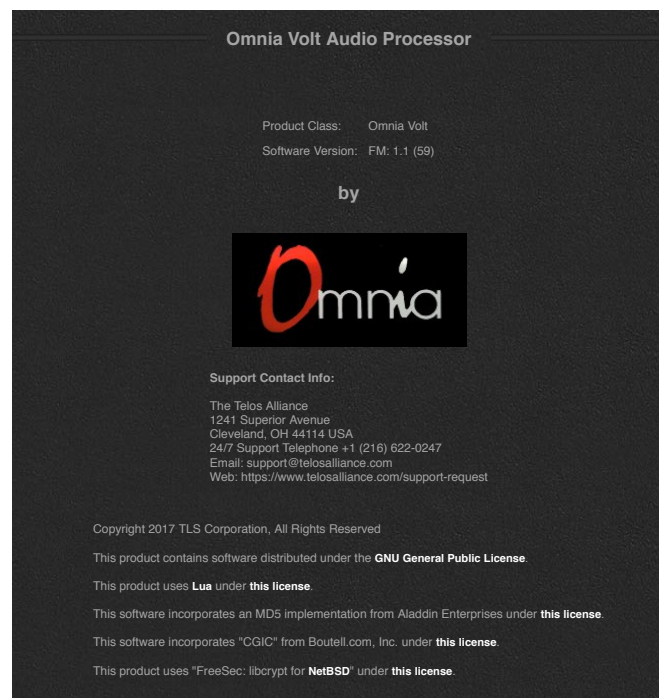 Omnia Volt Audio Processor
Product Class: Omnia Volt
Software Version: FM: 1.1 (59)
by
Omnia
Support Contact Info:
The Telos Alliance
1241 Superior Avenue
Cleveland, OH 44114 USA
24/7 Support Telephone +1 (216) 622-0247
Email: support@telosalliance.com
Web: https://www.telosalliance.com/support-request
Copyright 2017 TLS Corporation, All Rights Reserved
This product contains software distributed under the GNU General Public License.
This product uses Lua under this license.
This software incorporates an MD5 implementation from Aladdin Enterprises under this license.
This software incorporates "CGIC" from Boutell.com, Inc. under this license.
This product uses "FreeSec: libcrypt for NetBSD" under this license.